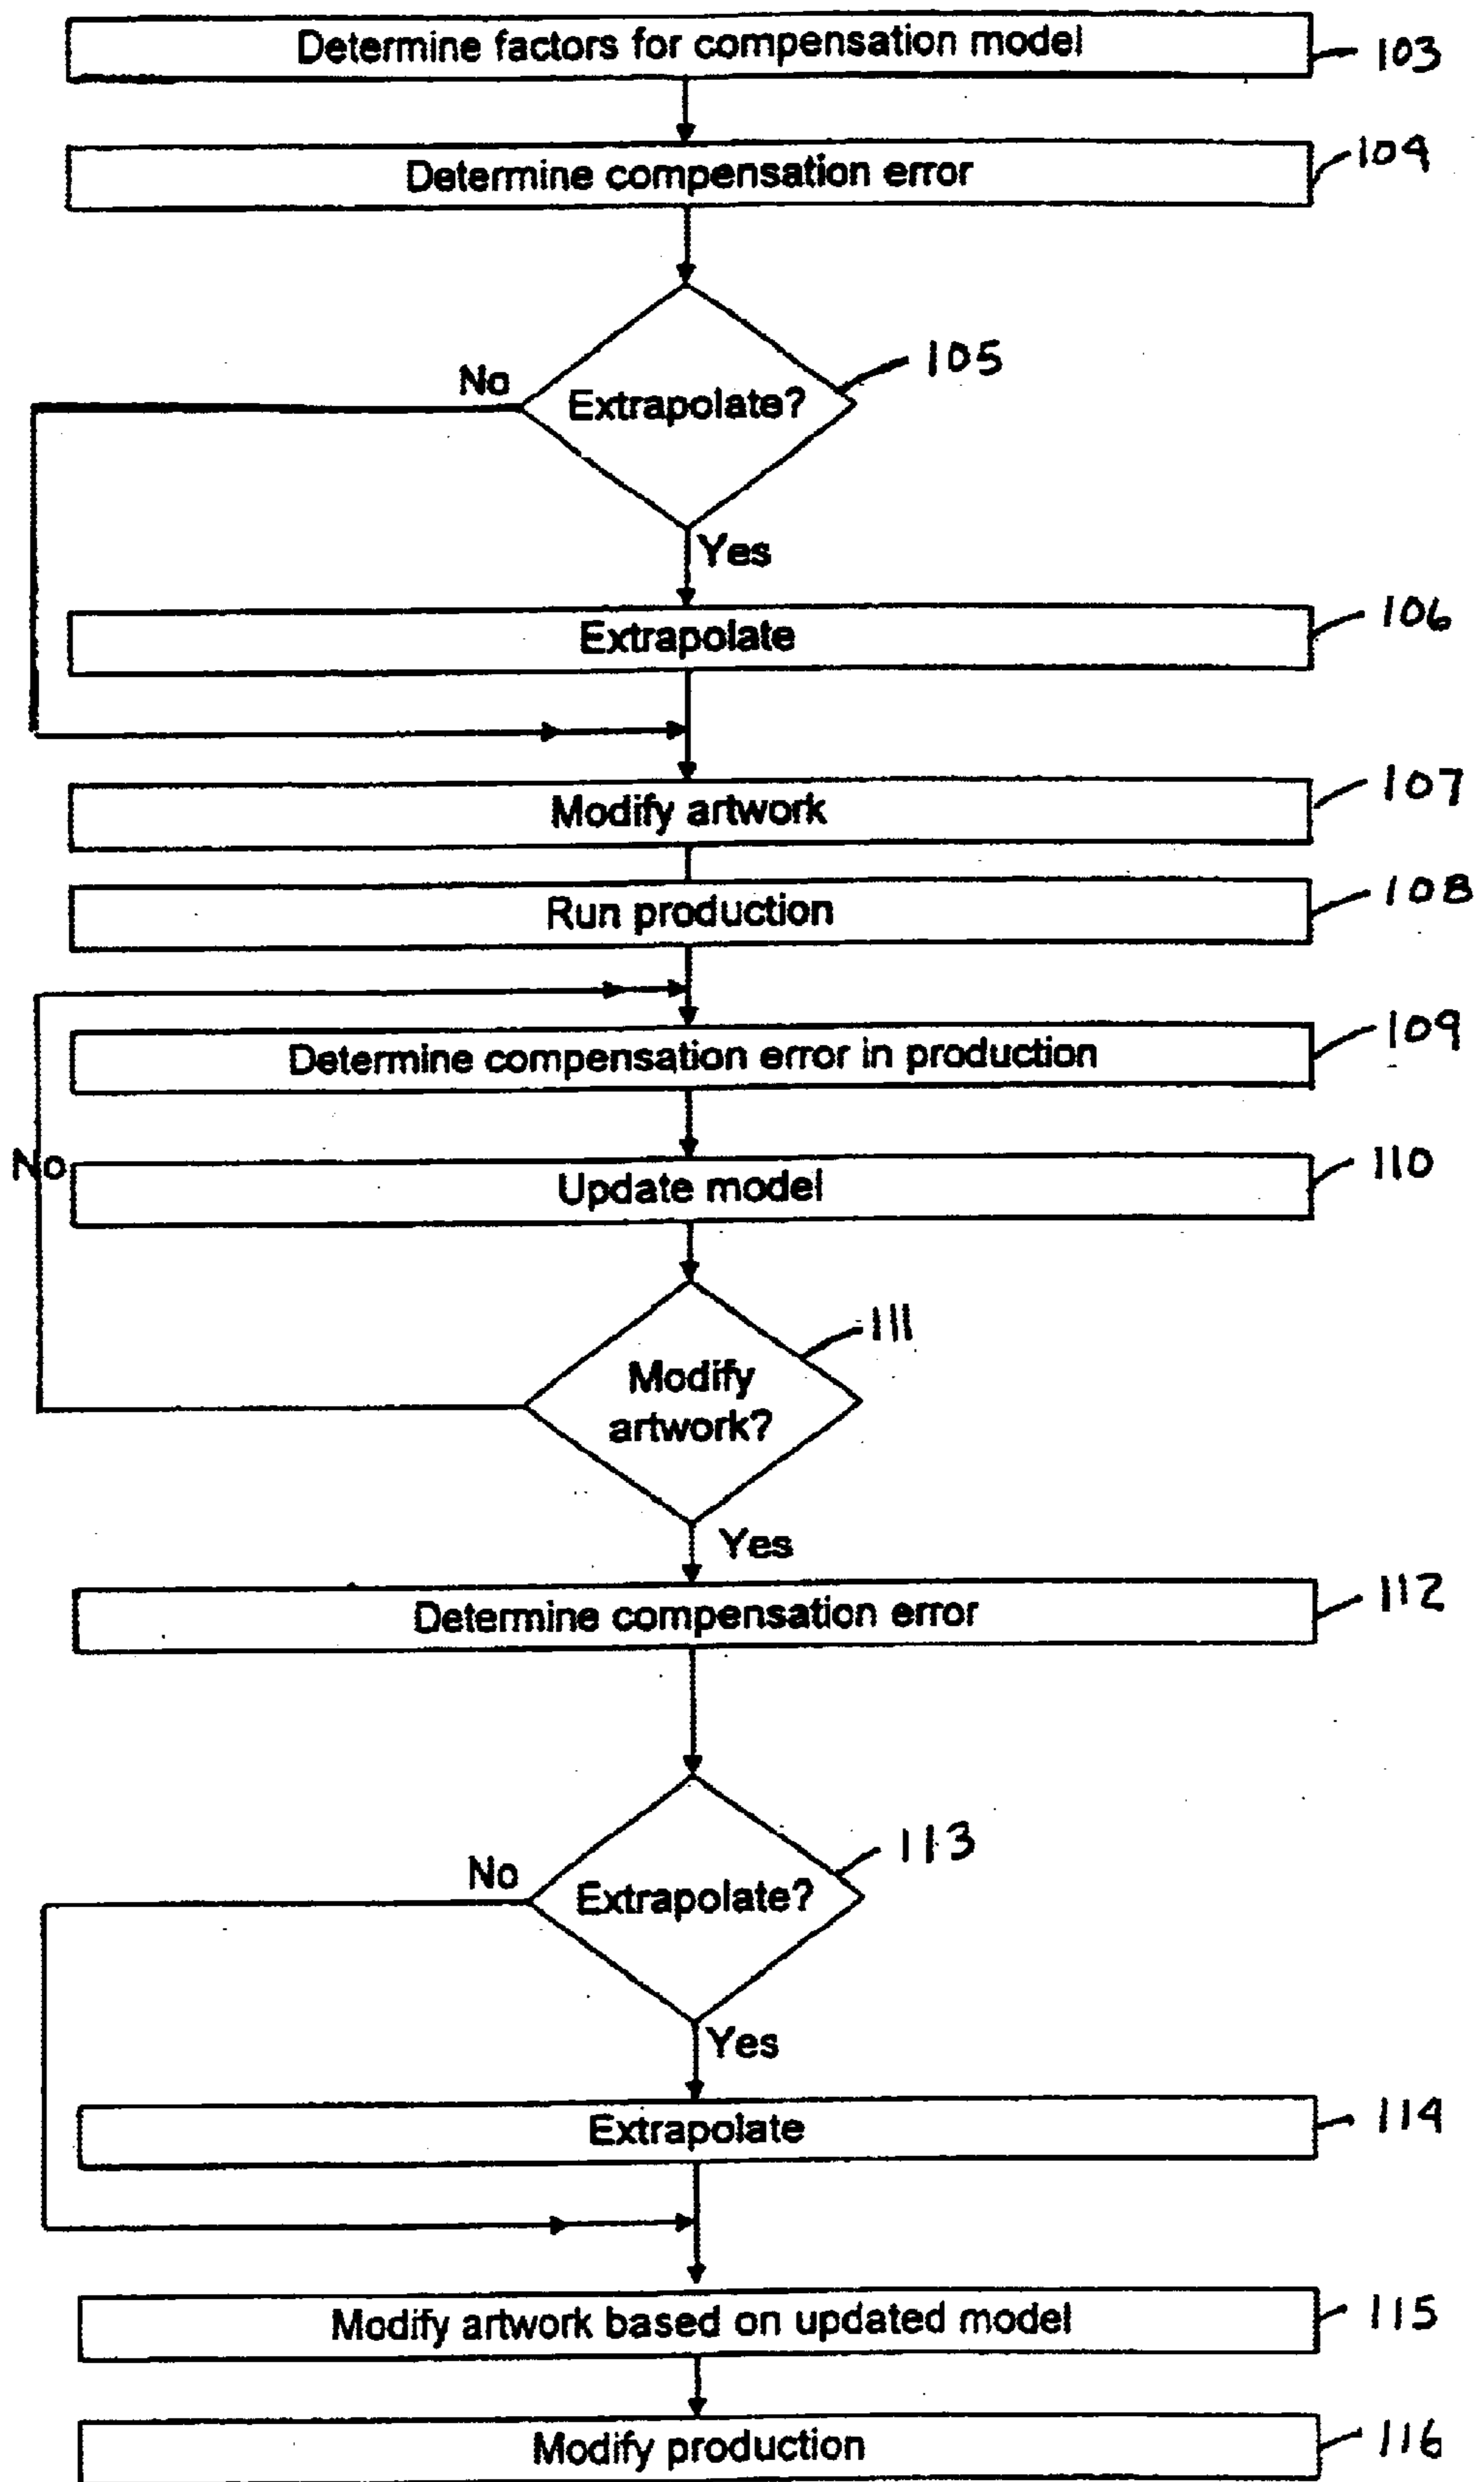 Determine factors for compensation model 103
Determine compensation error 104
No
Extrapolate? 105
Yes
Extrapolate 106
Modify artwork 107
Run production 108
Determine compensation error in production 109
No
Update model 110
Modify
artwork?
111
Yes
Determine compensation error 112
No
Extrapolate? 113
Yes
Extrapolate 114
Modify artwork based on updated model 115
Modify production 116